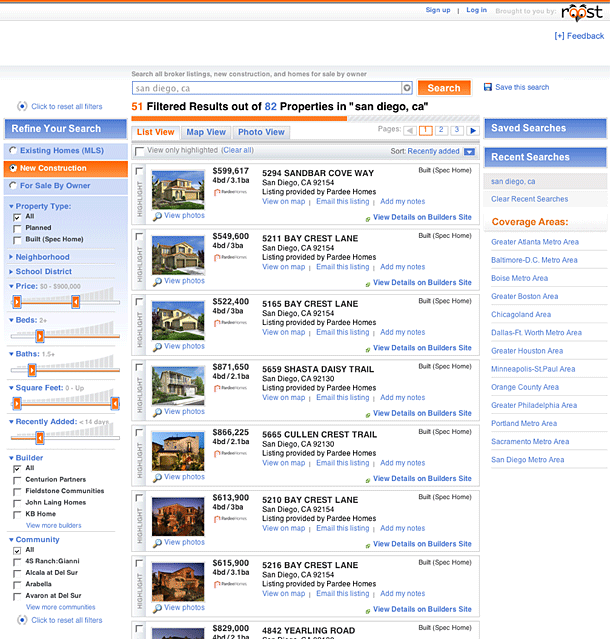 Sign up | Log in Brought to you by: roost
[+] Feedback
Search all broker listings, new construction, and homes for sale by owner
san diego, ca
Search
Save this search
Click to reset all filters
51 Filtered Results out of 82 Properties in "san diego, ca"
Refine Your Search
Existing Homes (MLS)
New Construction
For Sale By Owner
Property Type:
All
Planned
Built (Spec Home)
Neighborhood
School District
Price: $0 - $900,000
Beds: 2+
Baths: 1.5+
Square Feet: 0 - Up
Recently Added: < 14 days
Builder
All
Centurion Partners
Fieldstone Communities
John Laing Homes
KB Home
View more builders
Community
All
4S Ranch:Gianni
Alcala at Del Sur
Arabella
Avaron at Del Sur
View more communities
Click to reset all filters
List View Map View Photo View
Pages: 1 2 3
View only highlighted (Clear all)
Sort: Recently added
HIGHLIGHT
$599,617
4bd / 3.1ba
Pardee Homes
View photos
5294 SANDBAR COVE WAY
San Diego, CA 92154
Listing provided by Pardee Homes
View on map | Email this listing | Add my notes
Built (Spec Home)
View Details on Builders Site
HIGHLIGHT
$549,600
4bd / 3ba
Pardee Homes
View photos
5211 BAY CREST LANE
San Diego, CA 92154
Listing provided by Pardee Homes
View on map | Email this listing | Add my notes
Built (Spec Home)
View Details on Builders Site
HIGHLIGHT
$522,400
4bd / 3ba
Pardee Homes
View photos
5165 BAY CREST LANE
San Diego, CA 92154
Listing provided by Pardee Homes
View on map | Email this listing | Add my notes
Built (Spec Home)
View Details on Builders Site
HIGHLIGHT
$871,650
4bd / 2.1ba
Pardee Homes
View photos
5659 SHASTA DAISY TRAIL
San Diego, CA 92130
Listing provided by Pardee Homes
View on map | Email this listing | Add my notes
Built (Spec Home)
View Details on Builders Site
HIGHLIGHT
$866,225
4bd / 2.1ba
Pardee Homes
View photos
5665 CULLEN CREST TRAIL
San Diego, CA 92130
Listing provided by Pardee Homes
View on map | Email this listing | Add my notes
Built (Spec Home)
View Details on Builders Site
HIGHLIGHT
$613,900
4bd / 3ba
Pardee Homes
View photos
5210 BAY CREST LANE
San Diego, CA 92154
Listing provided by Pardee Homes
View on map | Email this listing | Add my notes
Built (Spec Home)
View Details on Builders Site
HIGHLIGHT
$615,900
4bd / 3.1ba
Pardee Homes
View photos
5216 BAY CREST LANE
San Diego, CA 92154
Listing provided by Pardee Homes
View on map | Email this listing | Add my notes
Built (Spec Home)
View Details on Builders Site
$829,000
4bd / 2.1ba
4842 YEARLING ROAD
Built (Spec Home)
Saved Searches
Recent Searches
san diego, ca
Clear Recent Searches
Coverage Areas:
Greater Atlanta Metro Area
Baltimore-D.C. Metro Area
Boise Metro Area
Greater Boston Area
Chicagoland Area
Dallas-Ft. Worth Metro Area
Greater Houston Area
Minneapolis-St.Paul Area
Orange County Area
Greater Philadelphia Area
Portland Metro Area
Sacramento Metro Area
San Diego Metro Area